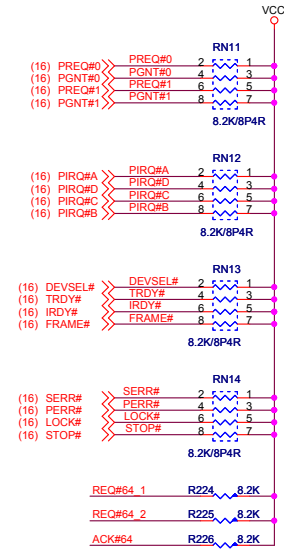 VCC
RN11
(16) PREQ#0 PREQ#0 2 1
(16) PGNT#0 PGNT#0 4 3
(16) PREQ#1 PREQ#1 6 5
(16) PGNT#1 PGNT#1 8 7
8.2K/8P4R
RN12
(16) PIRQ#A PIRQ#A 2 1
(16) PIRQ#D PIRQ#D 4 3
(16) PIRQ#C PIRQ#C 6 5
(16) PIRQ#B PIRQ#B 8 7
8.2K/8P4R
RN13
(16) DEVSEL# DEVSEL# 2 1
(16) TRDY# TRDY# 4 3
(16) IRDY# IRDY# 6 5
(16) FRAME# FRAME# 8 7
8.2K/8P4R
RN14
(16) SERR# SERR# 2 1
(16) PERR# PERR# 4 3
(16) LOCK# LOCK# 6 5
(16) STOP# STOP# 8 7
8.2K/8P4R
REQ#64_1 R224 8.2K
REQ#64_2 R225 8.2K
ACK#64 R226 8.2K